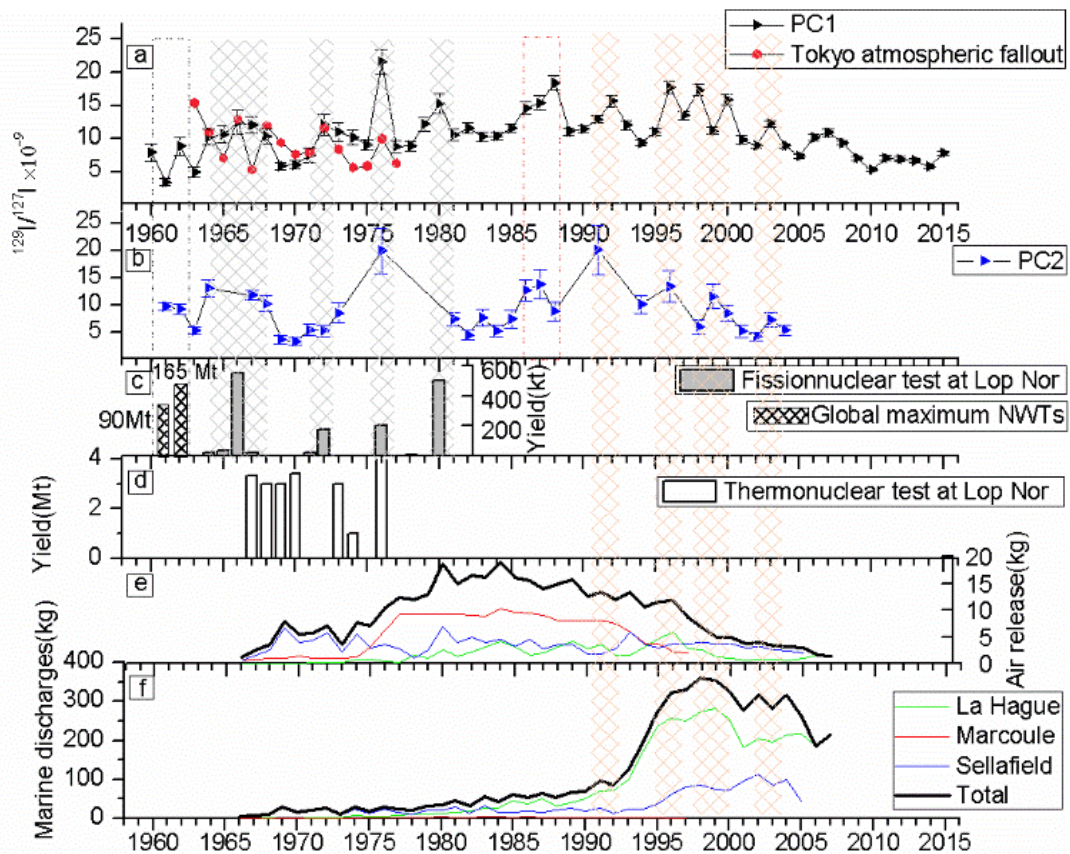 PC1
Tokyo atmospheric fallout
a
25
20
15
10
5
1960 1965 1970 1975 1980 1985 1990 1995 2000 2005 2010 2015
¹²⁹I/¹²⁷I ×10⁻⁹
b
25
20
15
10
5
PC2
c
165 Mt
90Mt
600
400
200
Yield(kt)
Fissionnuclear test at Lop Nor
Global maximum NWTs
d
4
2
0
Yield(Mt)
Thermonuclear test at Lop Nor
e
20
15
10
5
0
Air release(kg)
Marine discharges(kg)
f
400
300
200
100
0
La Hague
Marcoule
Sellafield
Total
1960 1965 1970 1975 1980 1985 1990 1995 2000 2005 2010 2015